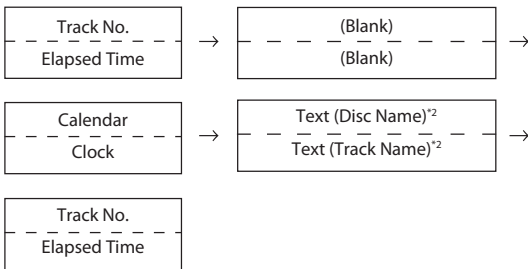 Track No.
Elapsed Time
(Blank)
(Blank)
Calendar
Clock
Text (Disc Name)*2
Text (Track Name)*2
Track No.
Elapsed Time